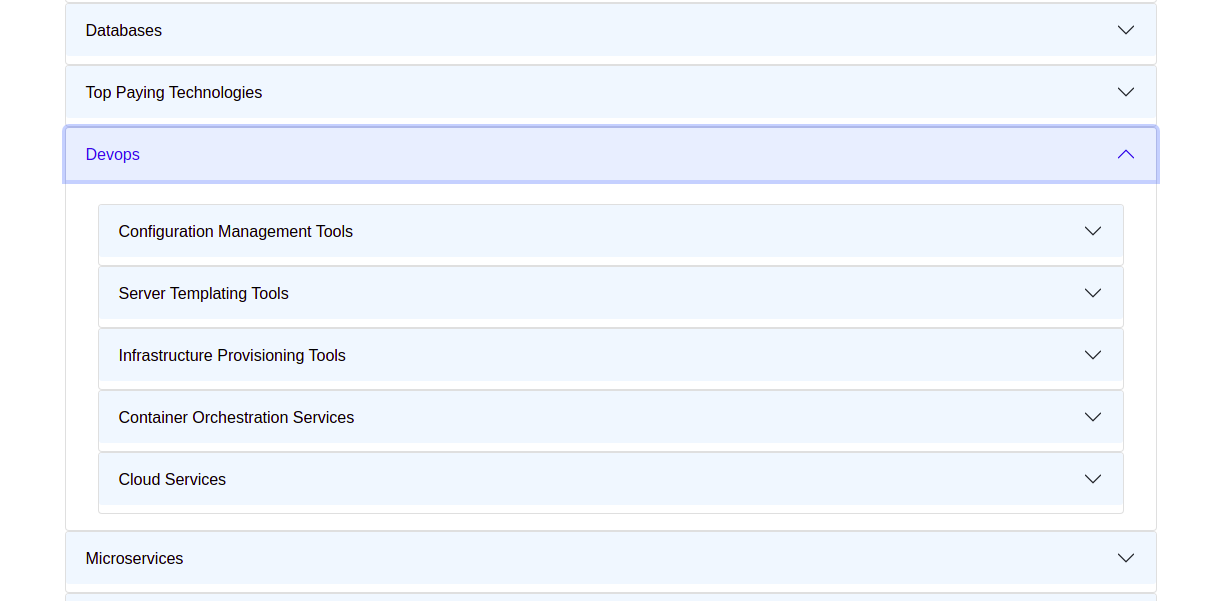 Databases
Top Paying Technologies
Devops
Configuration Management Tools
Server Templating Tools
Infrastructure Provisioning Tools
Container Orchestration Services
Cloud Services
Microservices